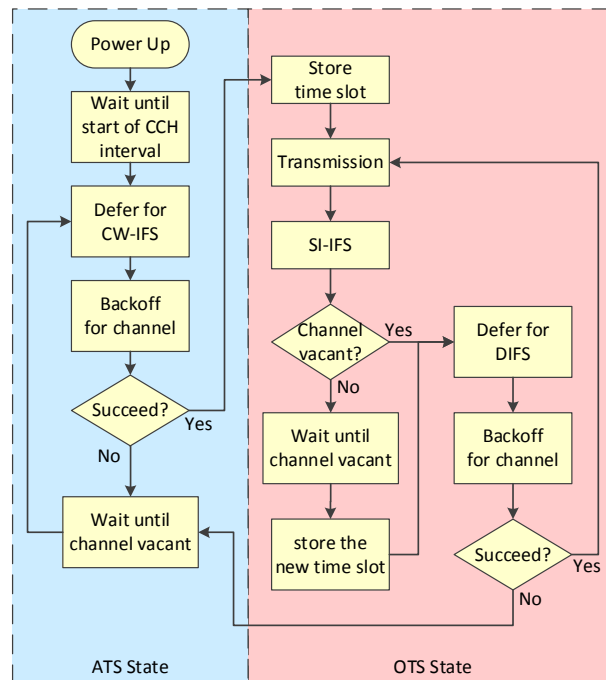 Power Up
Wait until
start of CCH
interval
Defer for
CW-IFS
Backoff
for channel
Succeed?
Yes
No
Wait until
channel vacant
ATS State
Store
time slot
Transmission
SI-IFS
Channel
vacant?
Yes
No
Wait until
channel vacant
store the
new time slot
Defer for
DIFS
Backoff
for channel
Succeed?
Yes
No
OTS State